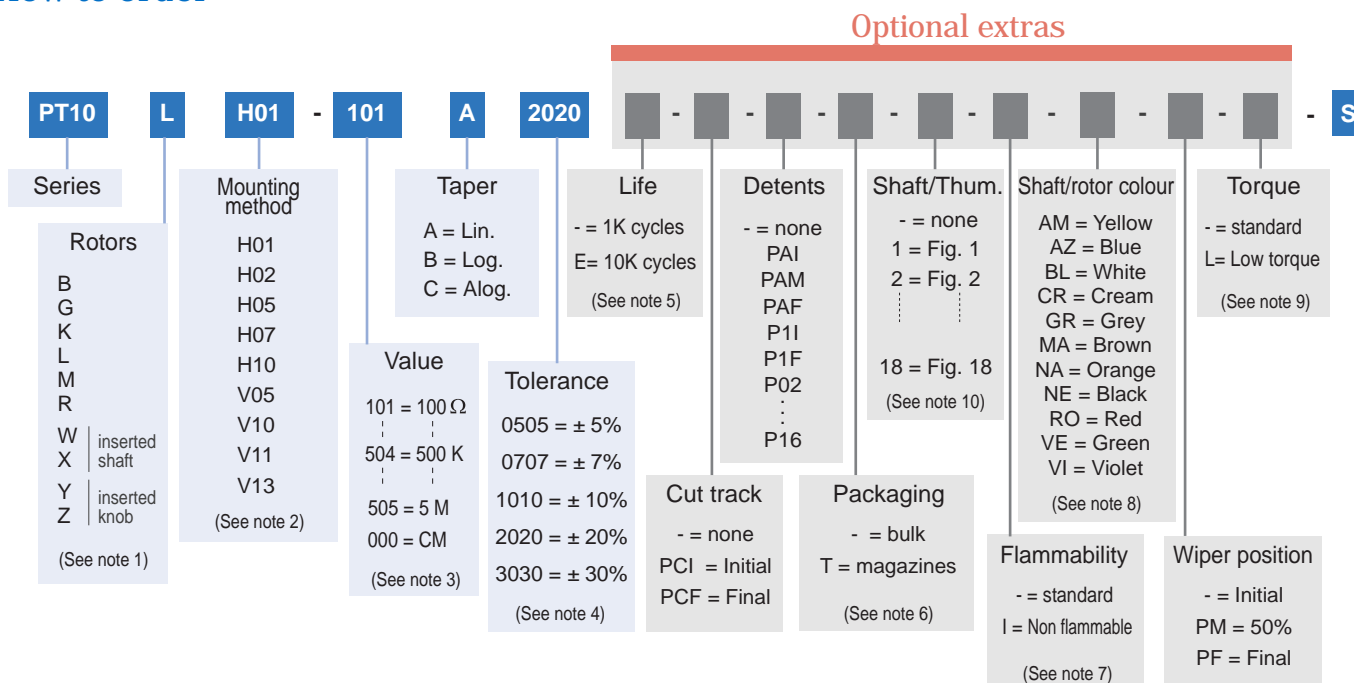 How to order
Optional extras
PT10 L H01 - 101 A 2020 - - - - - - - - - S
Series
Rotors
B
G
K
L
M
R
W
X
inserted
shaft
Y
Z
inserted
knob
(See note 1)
Mounting
method
H01
H02
H05
H07
H10
V05
V10
V11
V13
(See note 2)
Value
101 = 100 Ω
504 = 500 K
505 = 5 M
000 = CM
(See note 3)
Taper
A = Lin.
B = Log.
C = Alog.
Tolerance
0505 = ± 5%
0707 = ± 7%
1010 = ± 10%
2020 = ± 20%
3030 = ± 30%
(See note 4)
Life
- = 1K cycles
E= 10K cycles
(See note 5)
Cut track
- = none
PCI = Initial
PCF = Final
Detents
- = none
PAI
PAM
PAF
P1I
P1F
P02
:
P16
Packaging
- = bulk
T = magazines
(See note 6)
Shaft/Thum.
- = none
1 = Fig. 1
2 = Fig. 2
18 = Fig. 18
(See note 10)
Flammability
- = standard
I = Non flammable
(See note 7)
Shaft/rotor colour
AM = Yellow
AZ = Blue
BL = White
CR = Cream
GR = Grey
MA = Brown
NA = Orange
NE = Black
RO = Red
VE = Green
VI = Violet
(See note 8)
Wiper position
- = Initial
PM = 50%
PF = Final
Torque
- = standard
L= Low torque
(See note 9)